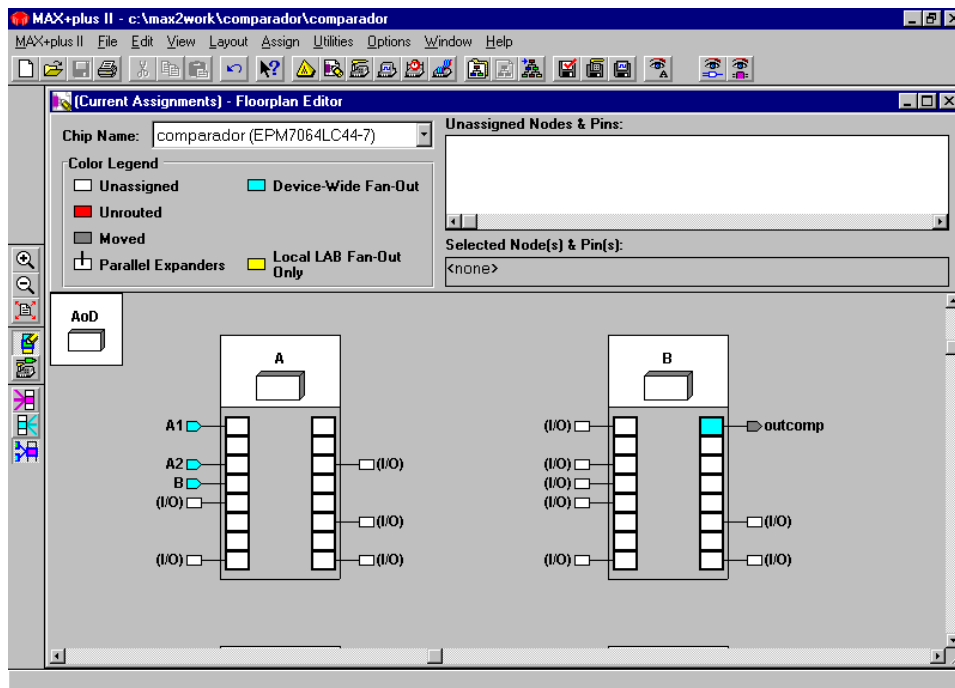 MAX+plus II - c:\max2work\comparador\comparador
MAX+plus II File Edit View Layout Assign Utilities Options Window Help
(Current Assignments) - Floorplan Editor
Chip Name: comparador (EPM7064LC44-7)
Unassigned Nodes & Pins:
Color Legend
Unassigned
Device-Wide Fan-Out
Unrouted
Moved
Parallel Expanders
Local LAB Fan-Out
Only
Selected Node(s) & Pin(s):
<none>
AoD
A
B
A1
(I/O)
outcomp
A2
(I/O)
(I/O)
B
(I/O)
(I/O)
(I/O)
(I/O)
(I/O)
(I/O)
(I/O)
(I/O)
(I/O)
(I/O)